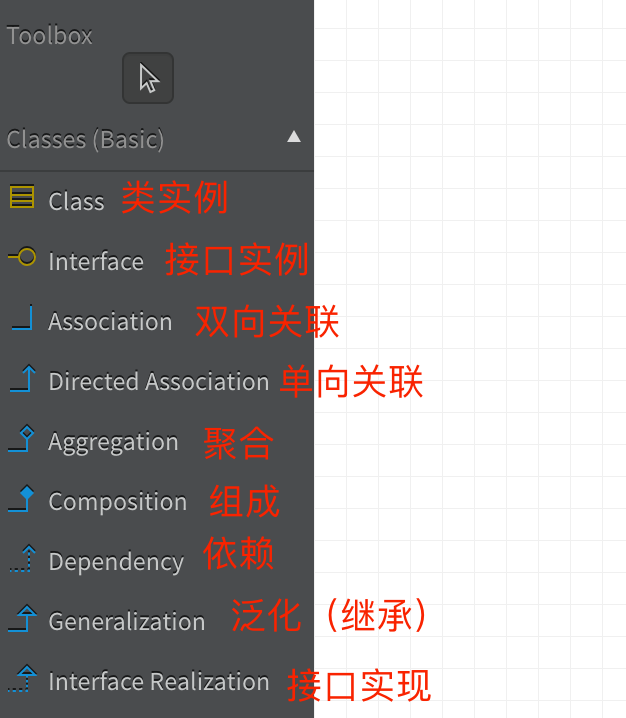 Toolbox
Classes (Basic)
Class 类实例
Interface 接口实例
Association 双向关联
Directed Association 单向关联
Aggregation 聚合
Composition 组成
Dependency 依赖
Generalization 泛化（继承）
Interface Realization 接口实现